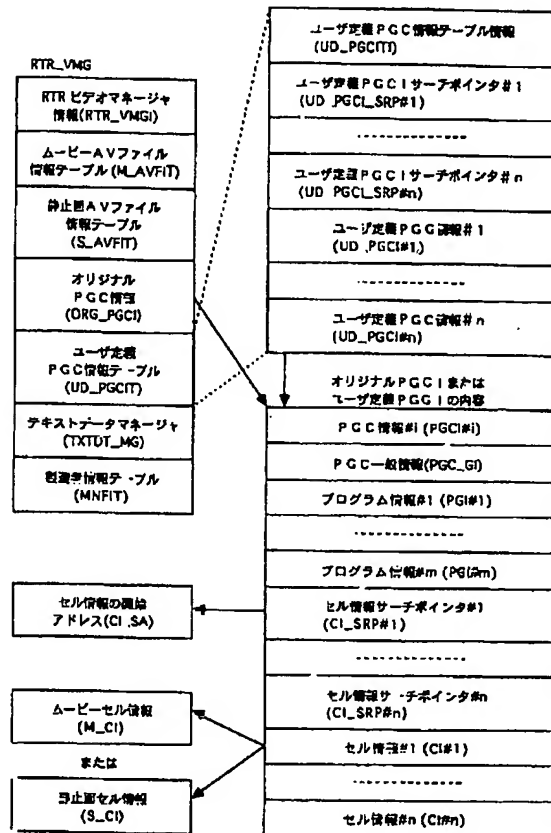 RTR_VMG
RTR ビデオマネージャ
情報(RTR_VMGI)
ムービーAVファイル
情報テーブル(M_AVFIT)
静止画AVファイル
情報テーブル
(S_AVFIT)
オリジナル
PGC情報
(ORG_PGCI)
ユーザ定義
PGC情報テーブル
(UD_PGCIT)
テキストデータマネージャ
(TXTDT_MG)
製造者情報テーブル
(MNFIT)
ユーザ定義PGC情報テーブル情報
(UD_PGCITI)
ユーザ定義PGCIサーチポインタ#1
(UD_PGCI_SRP#1)
ユーザ定義PGCIサーチポインタ#n
(UD_PGCI_SRP#n)
ユーザ定義PGC情報#1
(UD_PGCI#1)
ユーザ定義PGC情報#n
(UD_PGCI#n)
オリジナルPGCIまたは
ユーザ定義PGCIの内容
PGC情報#i (PGCI#i)
PGC一般情報(PGC_GI)
プログラム情報#1 (PGI#1)
プログラム情報#m (PGI#m)
セル情報サーチポインタ#1
(CI_SRP#1)
セル情報サーチポインタ#n
(CI_SRP#n)
セル情報#1 (CI#1)
セル情報#n (CI#n)
セル情報の開始
アドレス(CI_SA)
ムービーセル情報
(M_CI)
または
静止画セル情報
(S_CI)